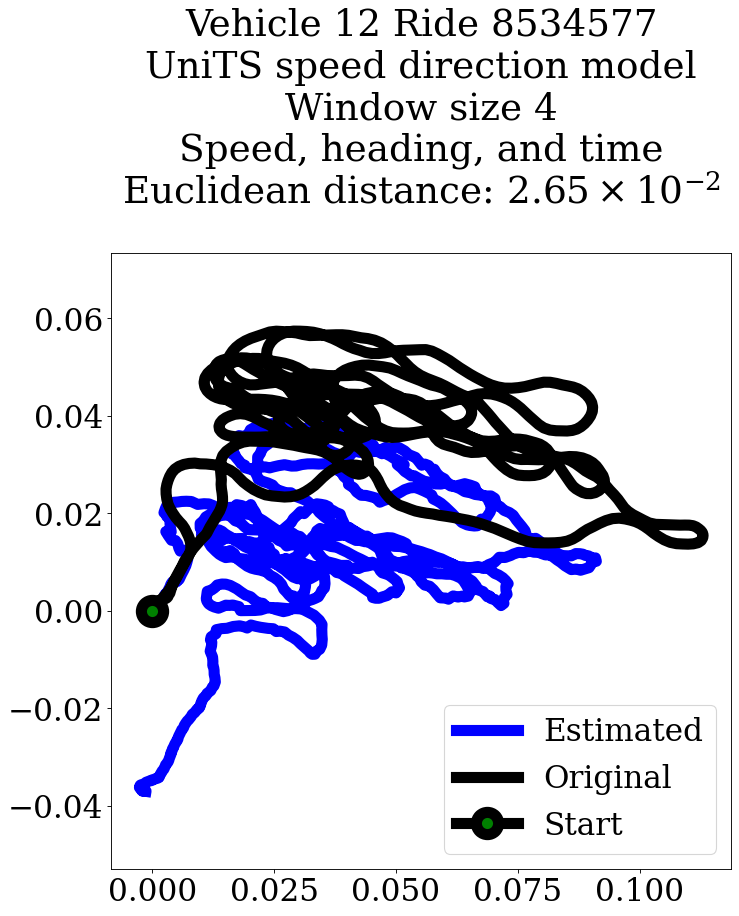 Vehicle 12 Ride 8534577
UniTS speed direction model
Window size 4
Speed, heading, and time
Euclidean distance: 2.65 × 10⁻²
0.06
0.04
0.02
0.00
−0.02
−0.04
Estimated
Original
Start
0.000 0.025 0.050 0.075 0.100